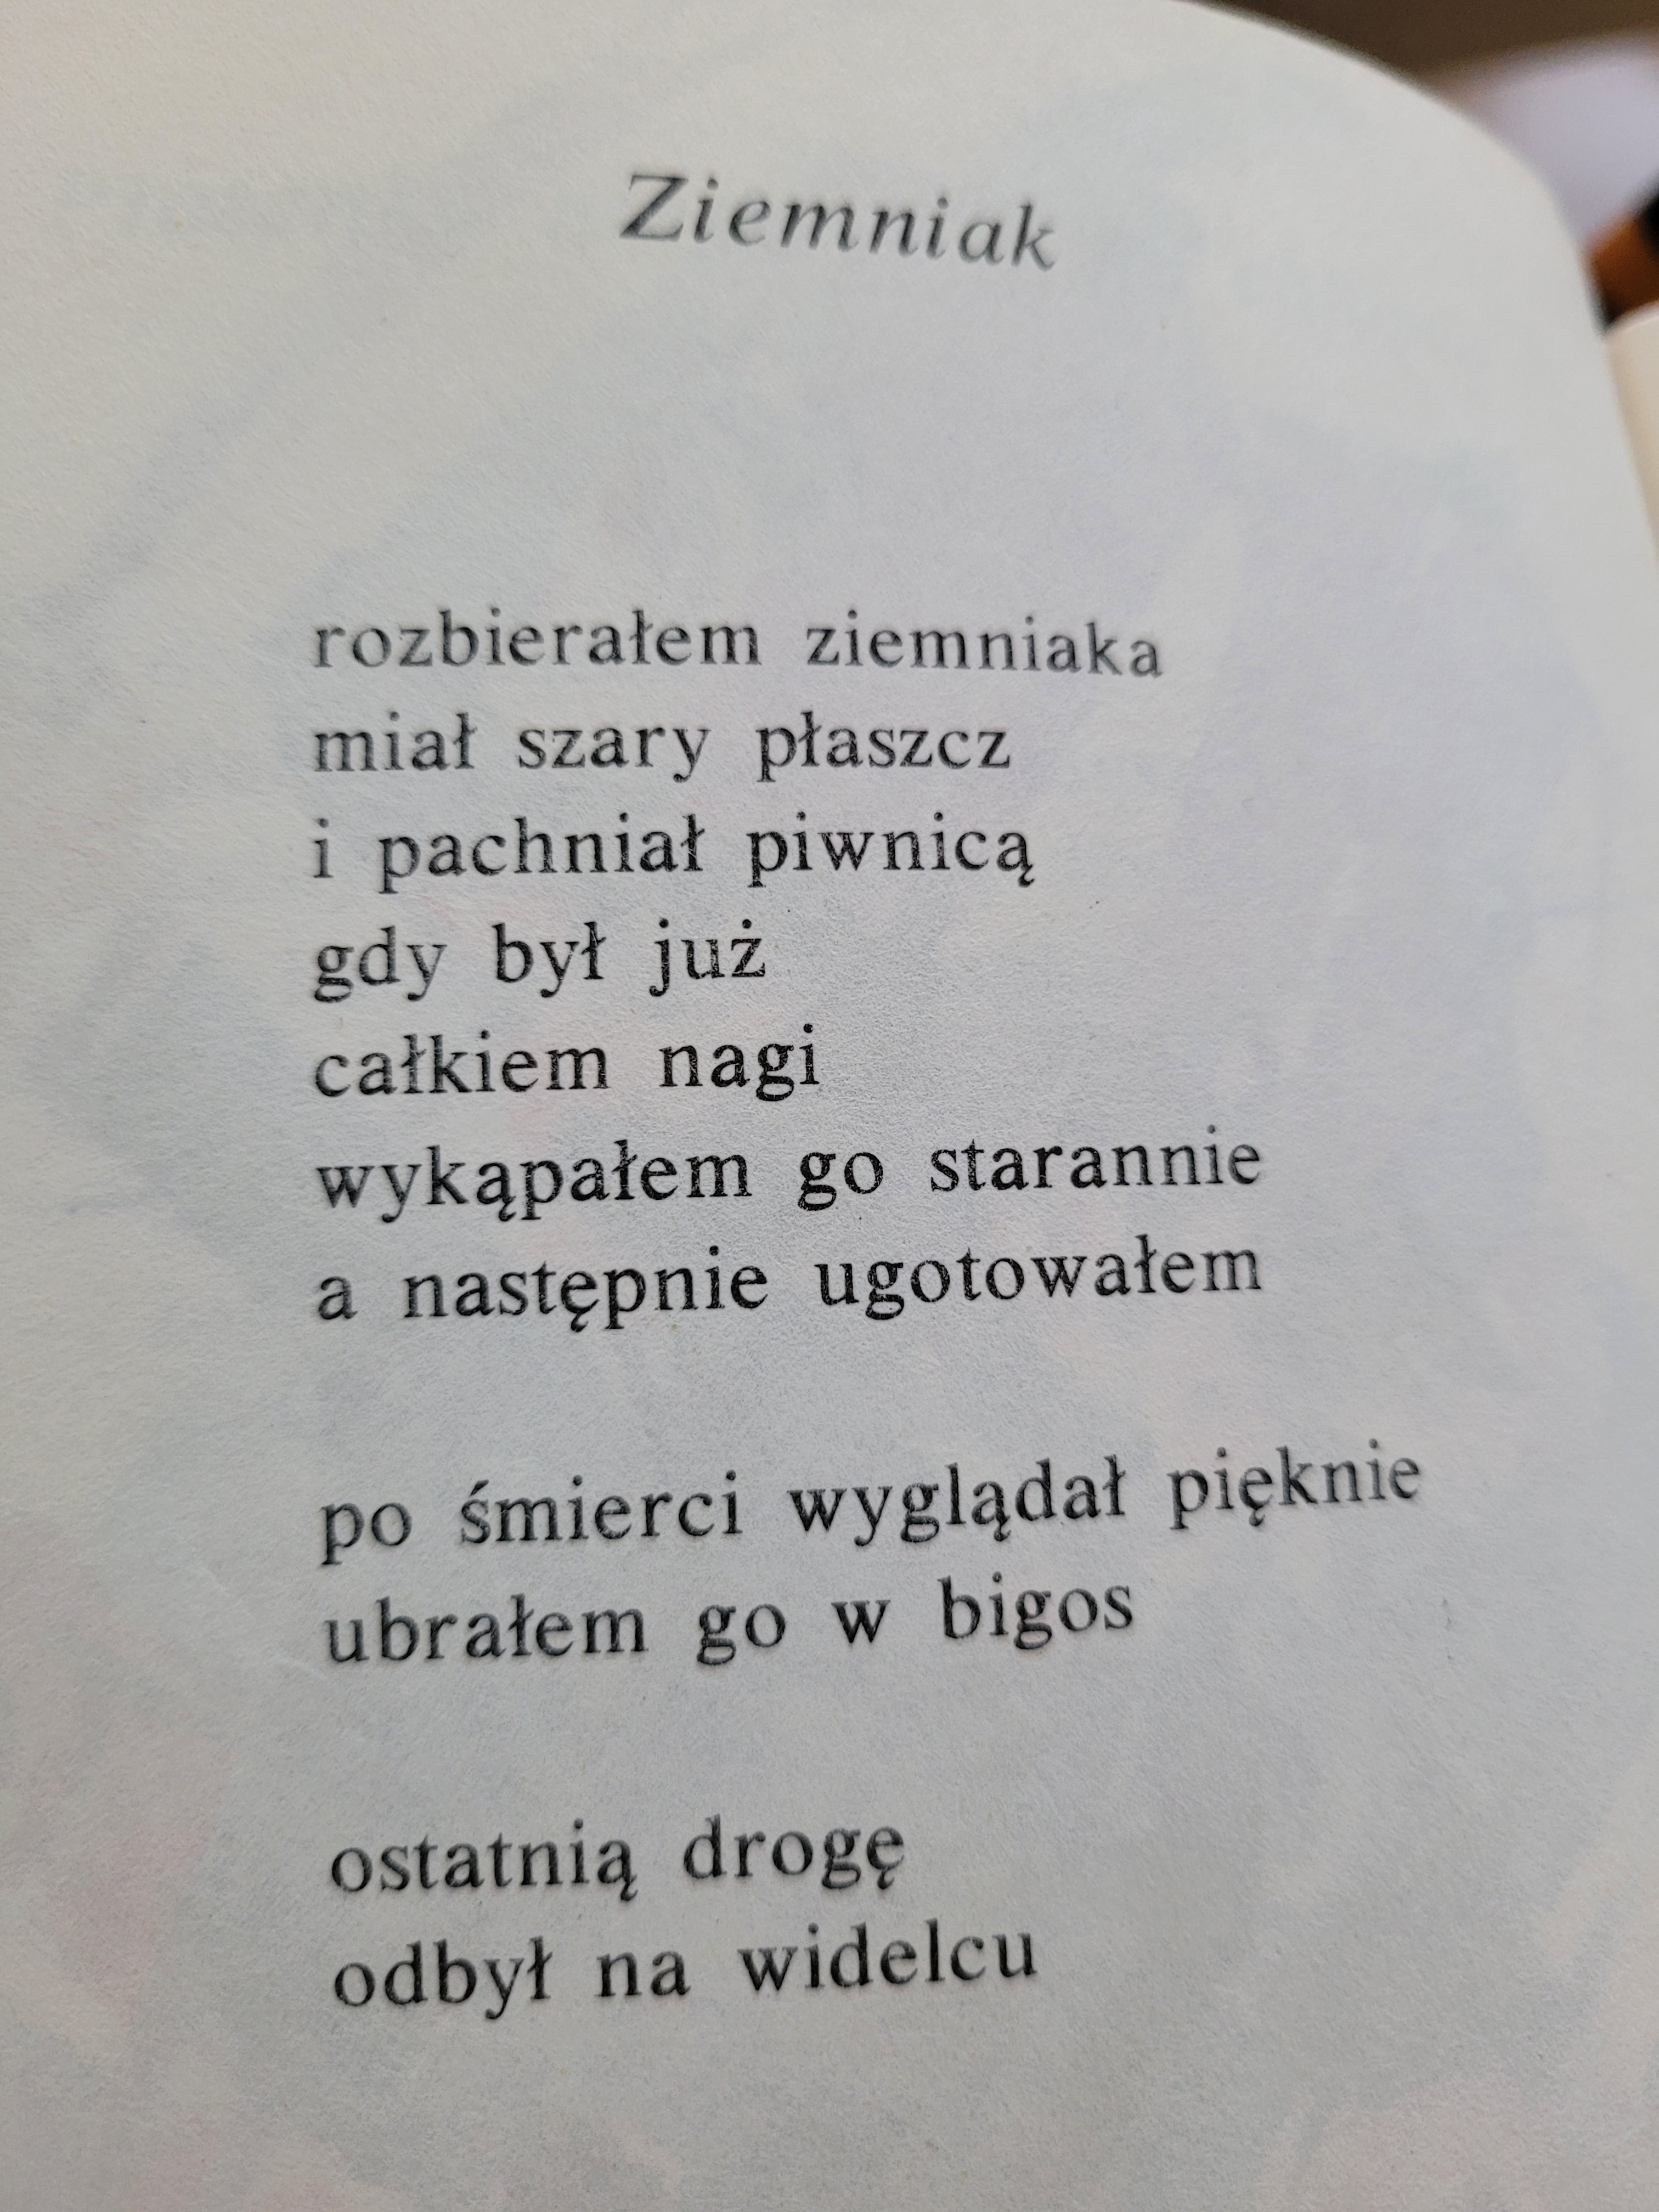 Ziemniak
rozbierałem ziemniaka
miał szary płaszcz
i pachniał piwnicą
gdy był już
całkiem nagi
wykąpałem go starannie
a następnie ugotowałem
po śmierci wyglądał pięknie
ubrałem go w bigos
ostatnią drogę
odbył na widelcu